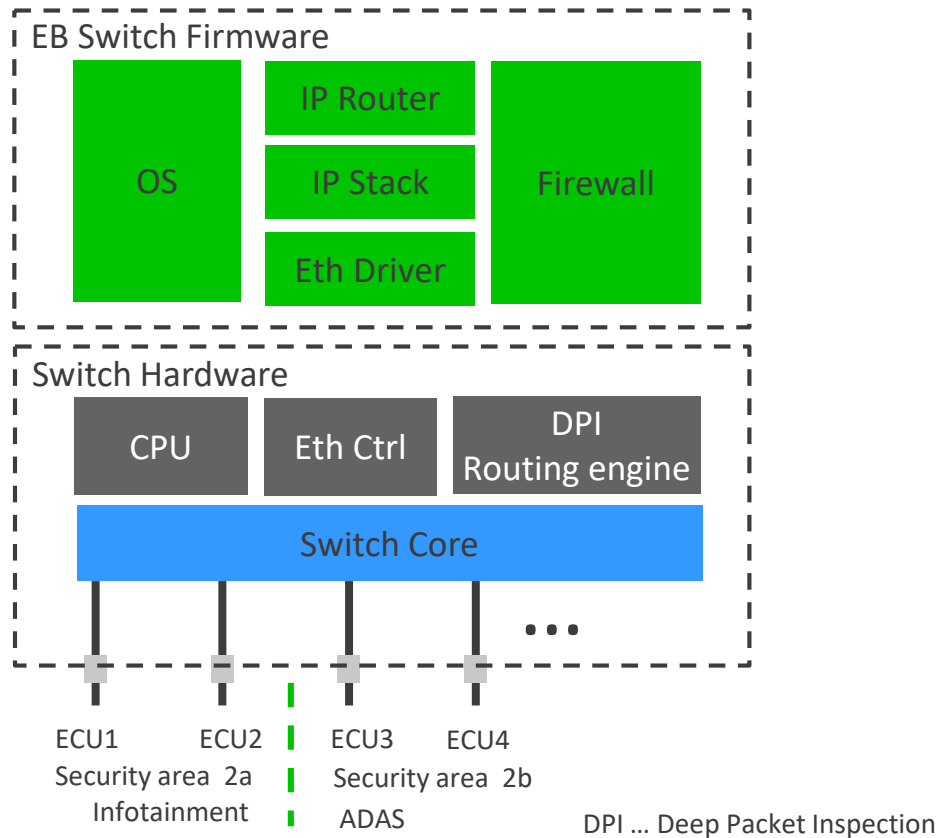 EB Switch Firmware
OS
IP Router
IP Stack
Eth Driver
Firewall
Switch Hardware
CPU
Eth Ctrl
DPI
Routing engine
Switch Core
...
ECU1
ECU2
ECU3
ECU4
Security area 2a
Infotainment
Security area 2b
ADAS
DPI ... Deep Packet Inspection